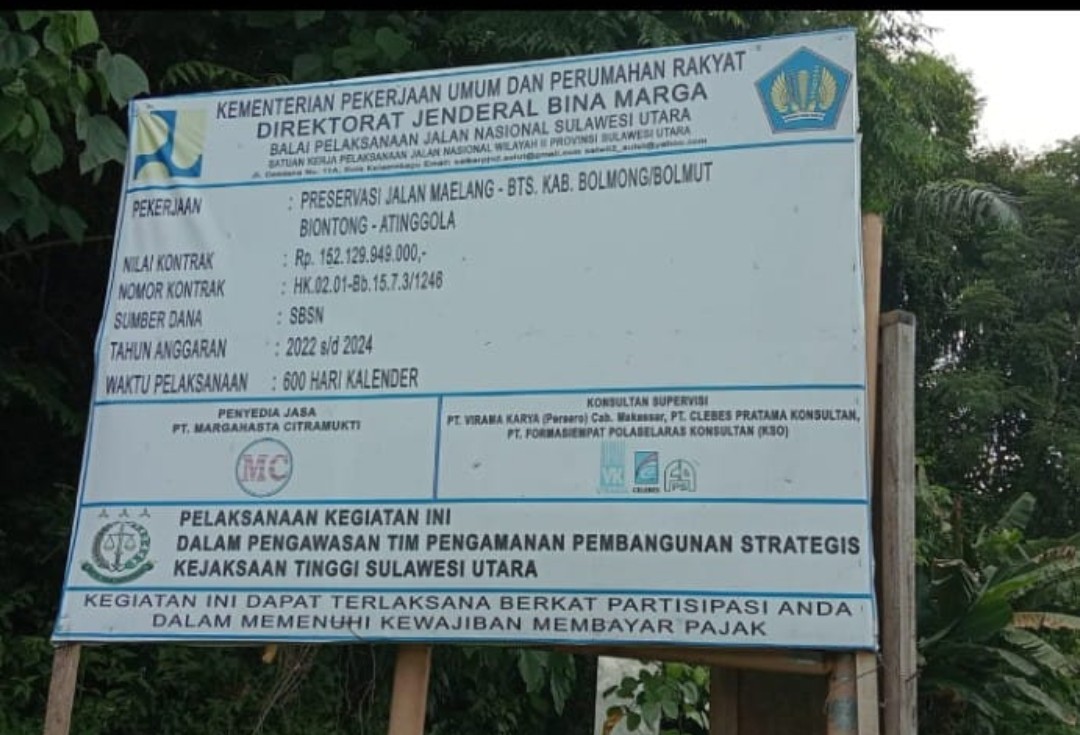 KEMENTERIAN PEKERJAAN UMUM DAN PERUMAHAN RAKYAT
DIREKTORAT JENDERAL BINA MARGA
BALAI PELAKSANAAN JALAN NASIONAL SULAWESI UTARA
SATUAN KERJA PELAKSANAAN JALAN NASIONAL WILAYAH II PROVINSI SULAWESI UTARA
PEKERJAAN : PRESERVASI JALAN MAELANG - BTS. KAB. BOLMONG/BOLMUT
BIONTONG - ATINGGOLA
NILAI KONTRAK : Rp. 152.129.949.000,-
NOMOR KONTRAK : HK.02.01-Bb.15.7.3/1246
SUMBER DANA : SBSN
TAHUN ANGGARAN : 2022 s/d 2024
WAKTU PELAKSANAAN : 600 HARI KALENDER
PENYEDIA JASA
PT. MARGAHASTA CITRAMUKTI
MC
KONSULTAN SUPERVISI
PT. VIRAMA KARYA (Persero) Cab. Makassar, PT. CLEBES PRATAMA KONSULTAN,
PT. FORMASIEMPAT POLASELARAS KONSULTAN (KSO)
VK
CELEBES
PELAKSANAAN KEGIATAN INI
DALAM PENGAWASAN TIM PENGAMANAN PEMBANGUNAN STRATEGIS
KEJAKSAAN TINGGI SULAWESI UTARA
KEGIATAN INI DAPAT TERLAKSANA BERKAT PARTISIPASI ANDA
DALAM MEMENUHI KEWAJIBAN MEMBAYAR PAJAK